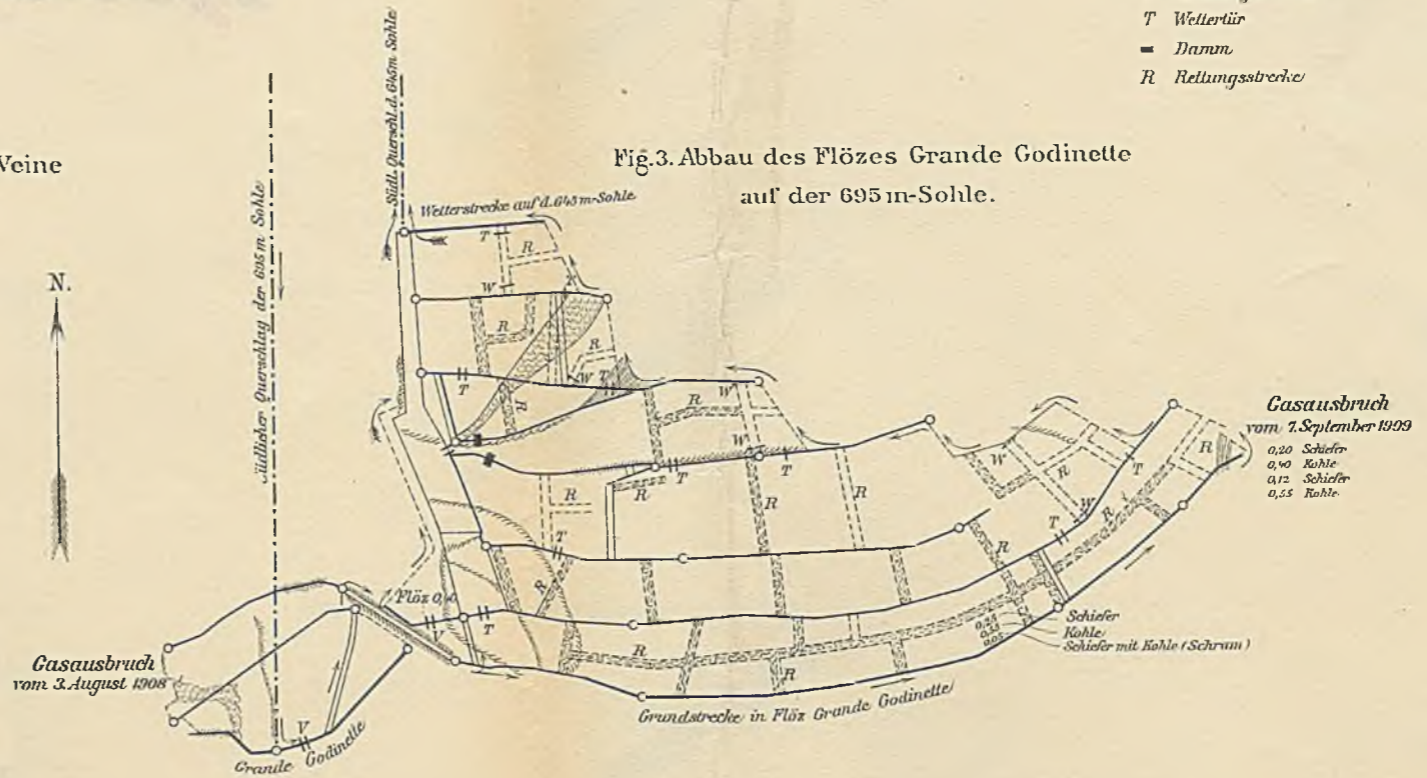 T Wettertür
Damm
R Rettungsstrecke
Veine
Fig.3. Abbau des Flözes Grande Godinette
auf der 695 m-Sohle.
N.
Südlicher Querschlag der 695 m Sohle
Südl. Querschl. d. 645 m Sohle
Wetterstrecke auf d. 645 m-Sohle
T
R
W
R
R
W
T
T
R
W
R
W
T
T
R
R
R
R
T
R
W
R
T
W
T
R
R
R
Gasausbruch
vom 7. September 1909
0,20 Schiefer
0,40 Kohle
0,12 Schiefer
0,55 Kohle
Flöz
V
T
R
R
Schiefer
Kohle
Schiefer mit Kohle (Schram)
Gasausbruch
vom 3. August 1908
V
Grande Godinette
Grundstrecke in Flöz Grande Godinette